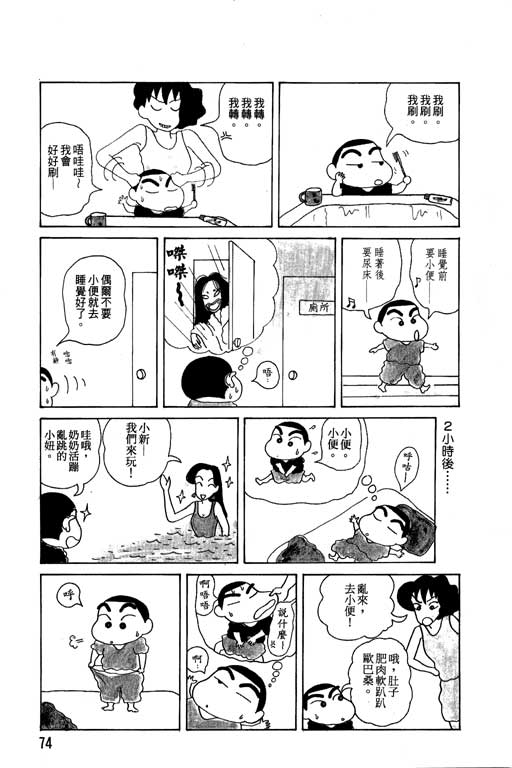 我刷。
我刷。
我刷。
我轉。
我轉。
我轉。
唔哇哇~
我會
好好刷—
睡覺前
要小便
睡著後
要尿床
廁所
桀桀~
唔…
偶爾不要
小便就去
睡覺好了。
2小時後……
呼咕—
小便。
小便。
小新—
我們來玩！
哇哦，
奶奶活蹦
亂跳的
小妞。
亂來，
去小便！
哦，肚子
肥肉軟趴趴
歐巴桑。
啊唔唔
說什麼！
啊！
呼
74